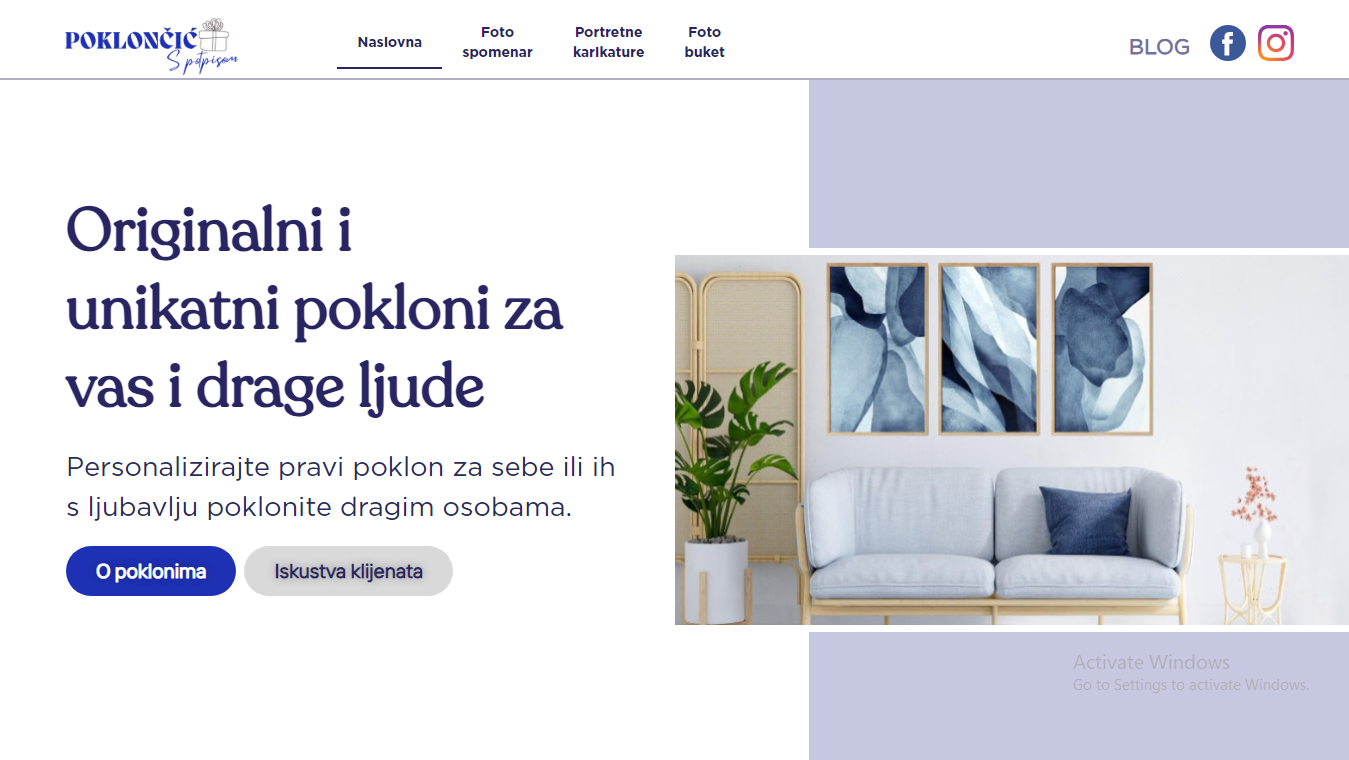 POKLONČIĆ
S potpisom
Naslovna
Foto
spomenar
Portretne
karikature
Foto
buket
BLOG
Originalni i
unikatni pokloni za
vas i drage ljude
Personalizirajte pravi poklon za sebe ili ih
s ljubavlju poklonite dragim osobama.
O poklonima
Iskustva klijenata
Activate Windows
Go to Settings to activate Windows.